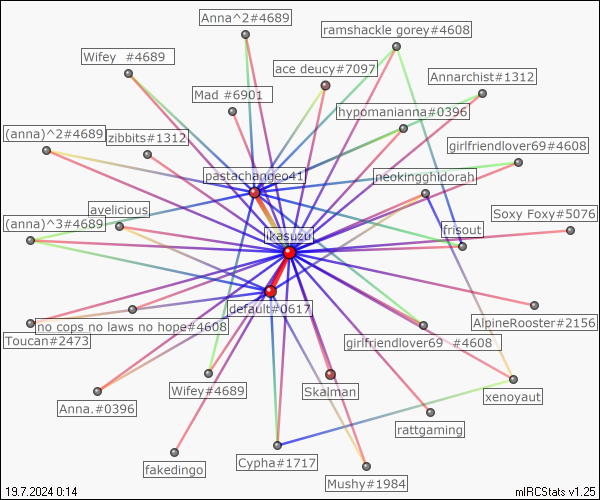 Anna^2#4689
ramshackle gorey#4608
Wifey  #4689
ace deucy#7097
Annarchist#1312
Mad #6901
hypomanianna#0396
(anna)^2#4689
zibbits#1312
girlfriendlover69#4608
pastachangeo41
neokingghidorah
avelicious
Soxy Foxy#5076
(anna)^3#4689
ikasuzu
frisout
default#0617
AlpineRooster#2156
no cops no laws no hope#4608
Toucan#2473
girlfriendlover69  #4608
Wifey#4689
Skalman
xenoyaut
Anna.#0396
rattgaming
fakedingo
Cypha#1717
Mushy#1984
19.7.2024 0:14
mIRCStats v1.25